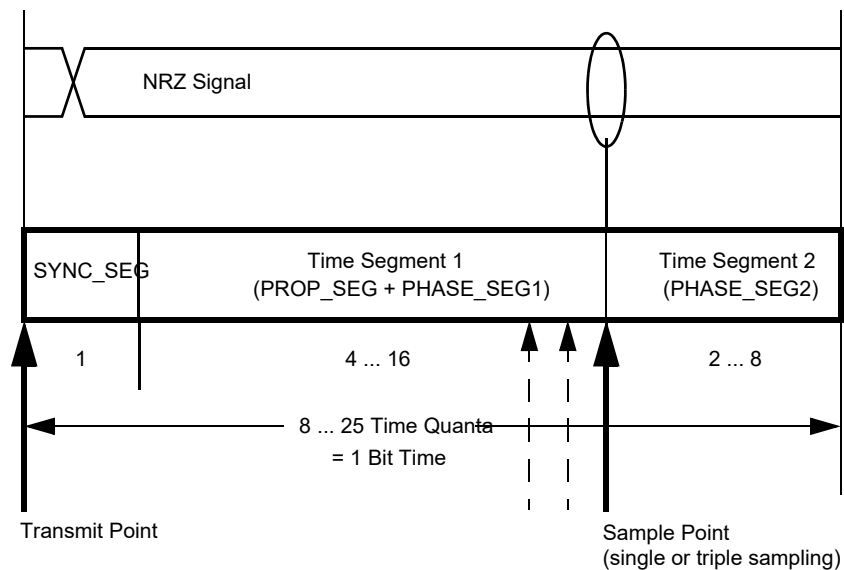 NRZ Signal
SYNC_SEG
Time Segment 1
(PROP_SEG + PHASE_SEG1)
Time Segment 2
(PHASE_SEG2)
1
4 ... 16
2 ... 8
8 ... 25 Time Quanta
= 1 Bit Time
Transmit Point
Sample Point
(single or triple sampling)